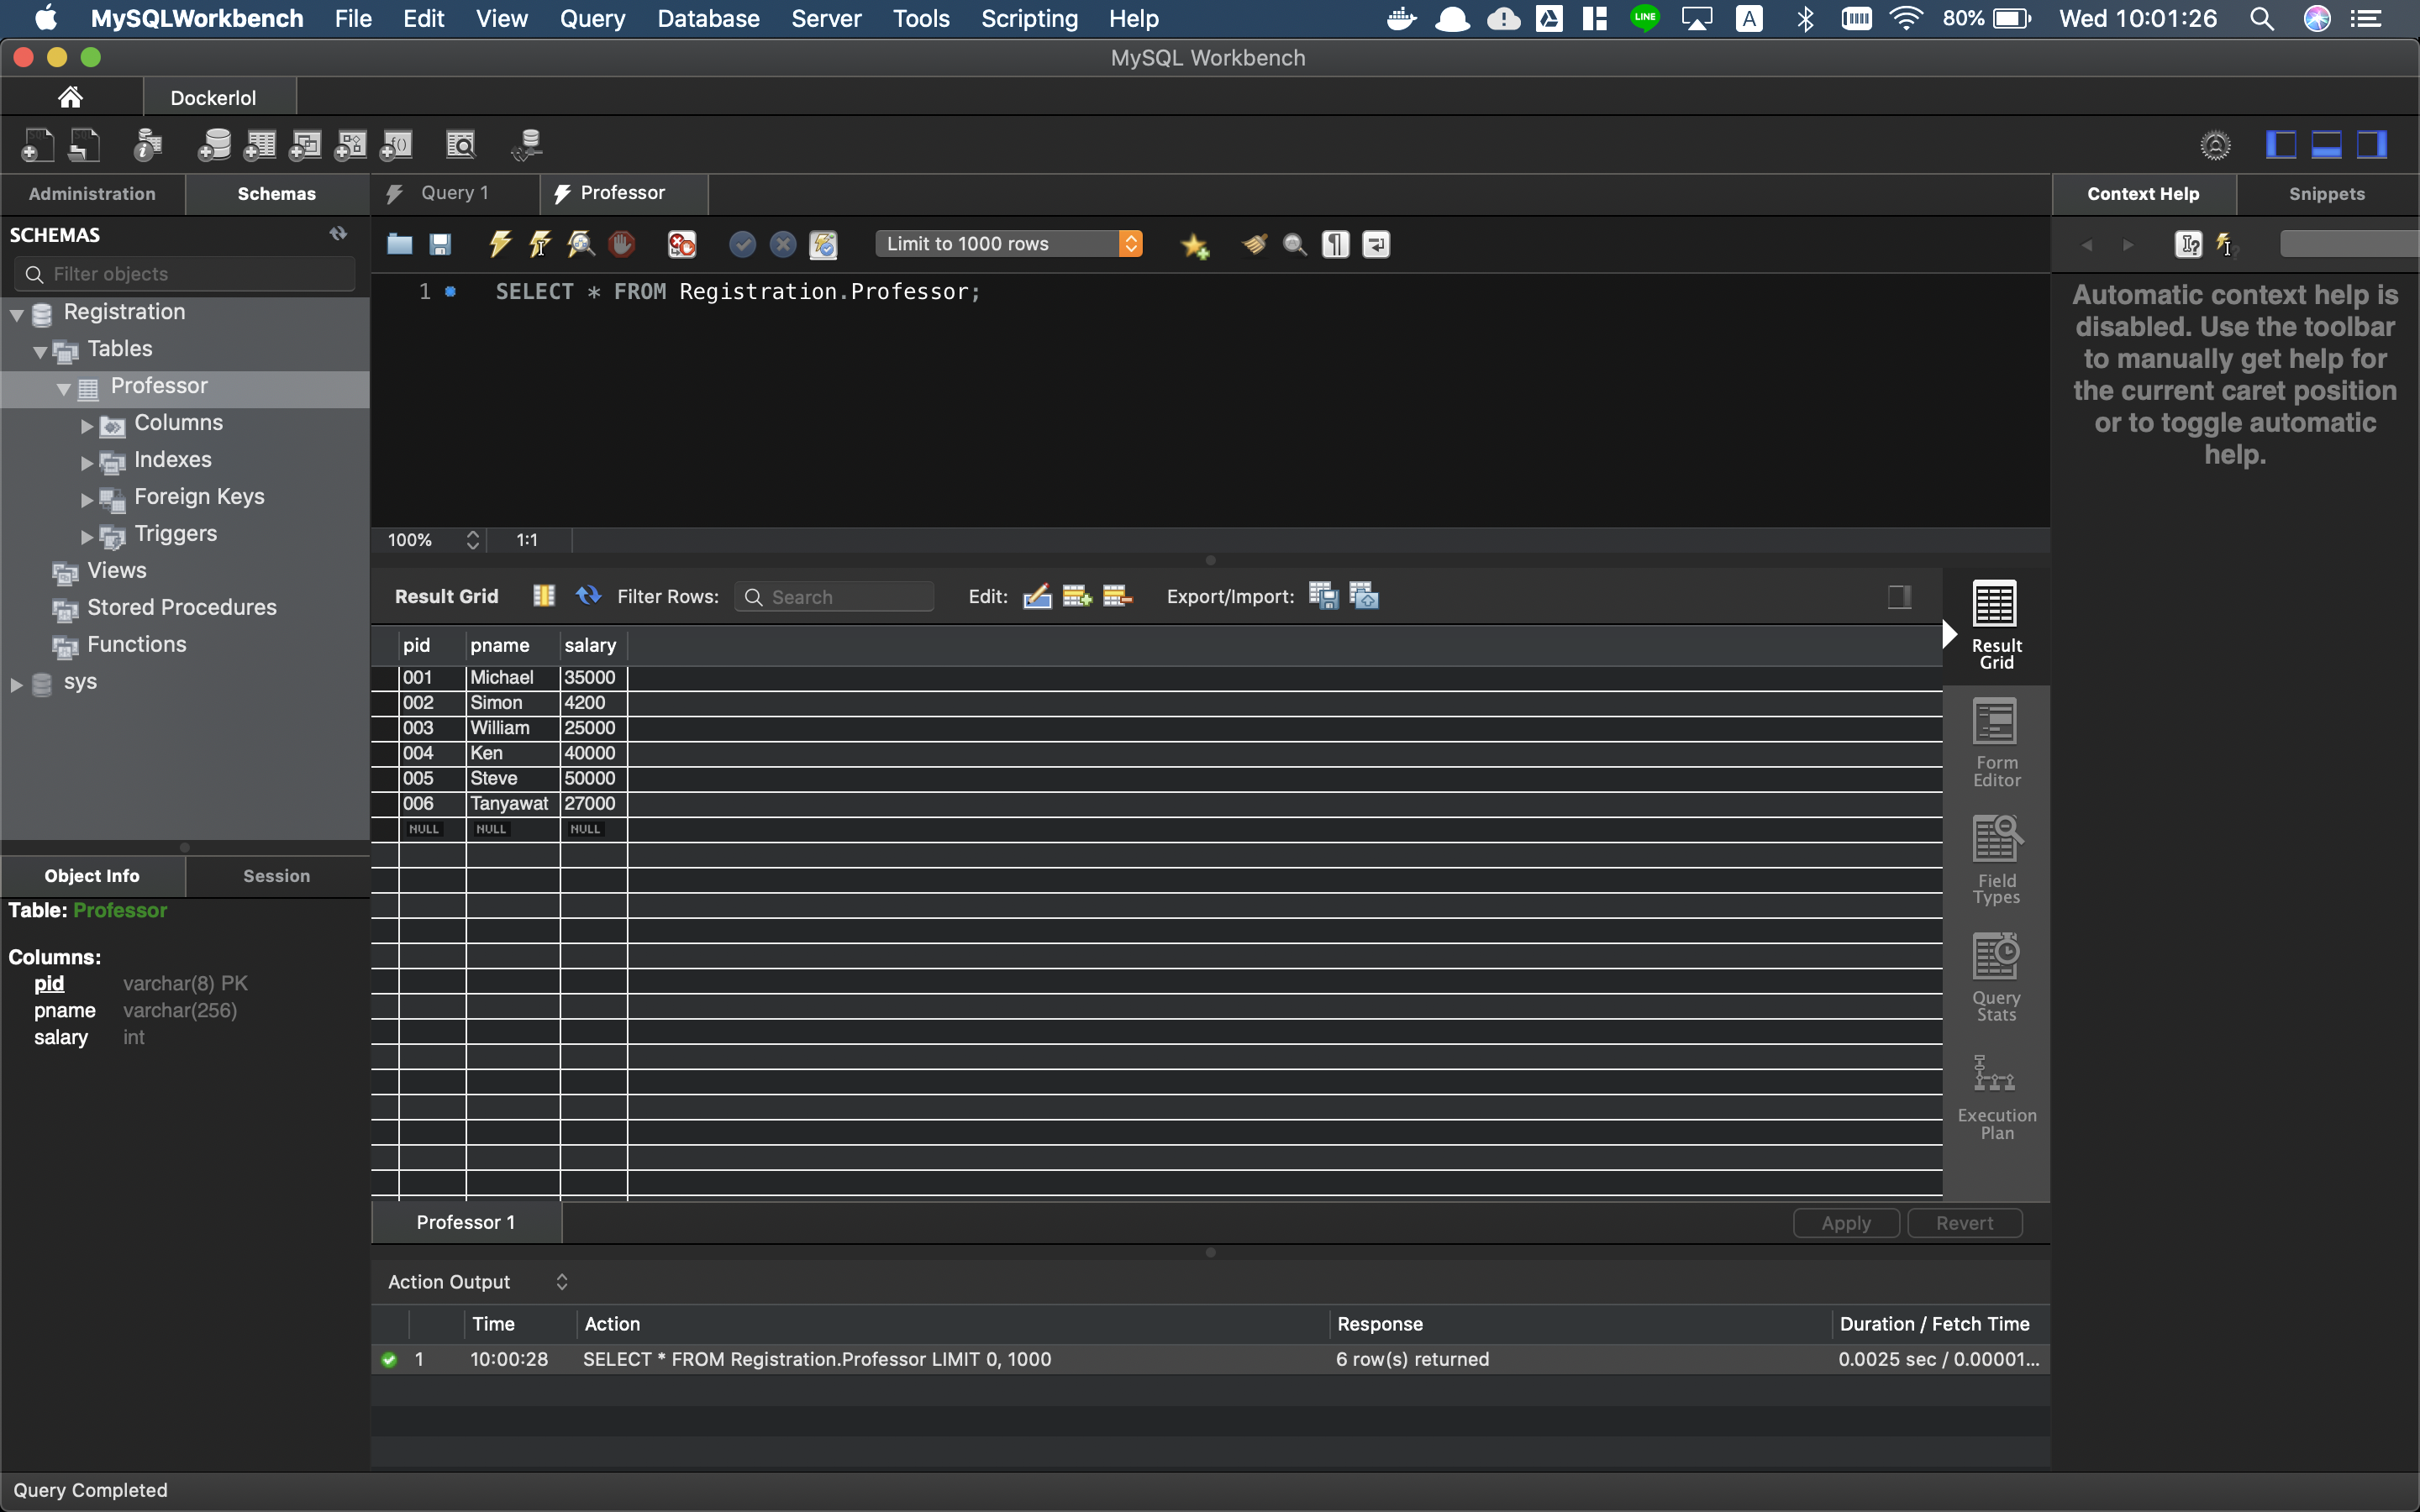 MySQLWorkbench File Edit View Query Database Server Tools Scripting Help LINE A 80% Wed 10:01:26
MySQL Workbench
Dockerlol
Administration Schemas Query 1 Professor Context Help Snippets
SCHEMAS
Limit to 1000 rows
Filter objects
1 SELECT * FROM Registration.Professor;
Automatic context help is
disabled. Use the toolbar
to manually get help for
the current caret position
or to toggle automatic
help.
Registration
Tables
Professor
Columns
Indexes
Foreign Keys
Triggers
Views
Stored Procedures
Functions
sys
100% 1:1
Result Grid Filter Rows: Search Edit: Export/Import:
pid pname salary
001 Michael 35000
002 Simon 4200
003 William 25000
004 Ken 40000
005 Steve 50000
006 Tanyawat 27000
NULL NULL NULL
Result
Grid
Form
Editor
Field
Types
Query
Stats
Execution
Plan
Object Info Session
Table: Professor
Columns:
pid varchar(8) PK
pname varchar(256)
salary int
Professor 1 Apply Revert
Action Output
Time Action Response Duration / Fetch Time
1 10:00:28 SELECT * FROM Registration.Professor LIMIT 0, 1000 6 row(s) returned 0.0025 sec / 0.00001...
Query Completed